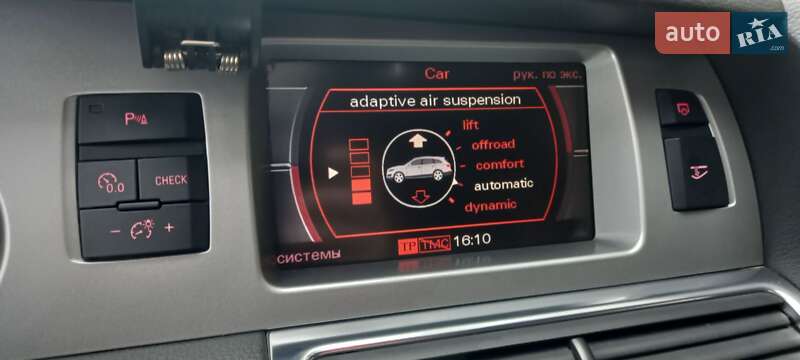 auto RIA.com
Car
рук. по экс.
adaptive air suspension
lift
offroad
comfort
automatic
dynamic
системы
TP TMC 16:10
P
0.0
CHECK
- +